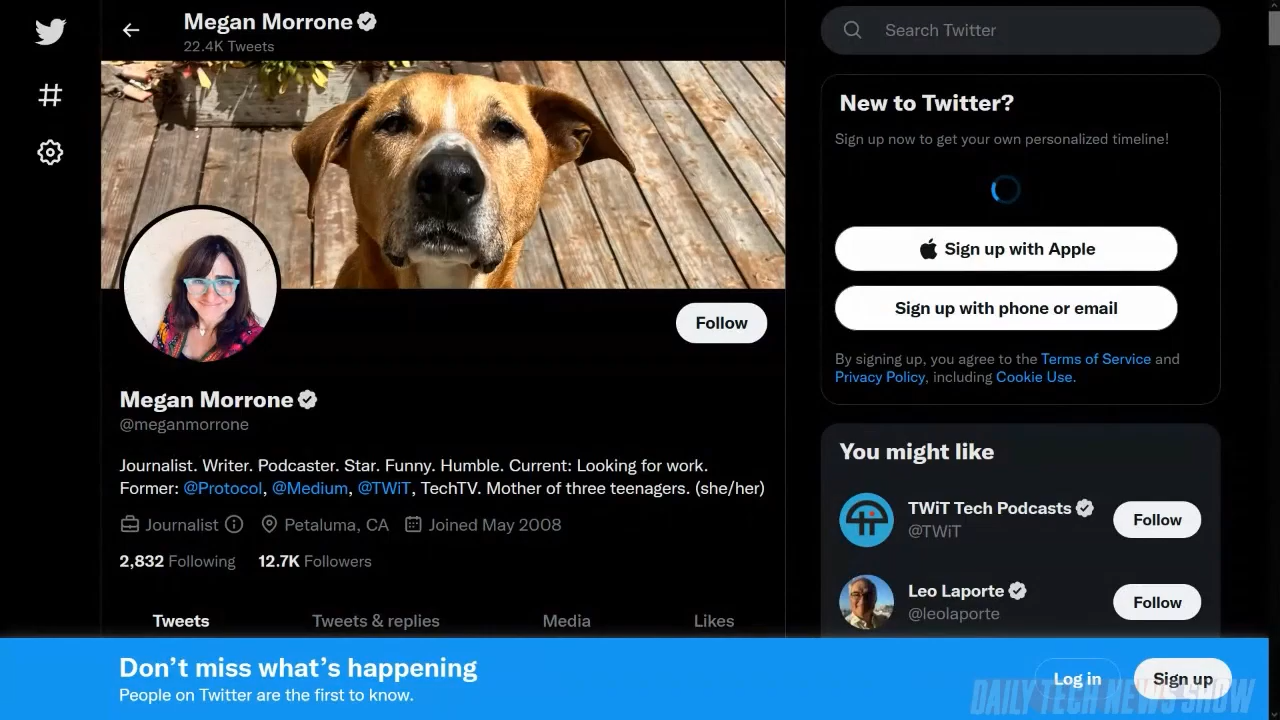 Megan Morrone
22.4K Tweets
Search Twitter
New to Twitter?
Sign up now to get your own personalized timeline!
Sign up with Apple
Sign up with phone or email
By signing up, you agree to the Terms of Service and
Privacy Policy, including Cookie Use.
Follow
Megan Morrone
@meganmorrone
Journalist. Writer. Podcaster. Star. Funny. Humble. Current: Looking for work.
Former: @Protocol, @Medium, @TWiT, TechTV. Mother of three teenagers. (she/her)
Journalist Petaluma, CA Joined May 2008
2,832 Following 12.7K Followers
Tweets Tweets & replies Media Likes
You might like
TWiT Tech Podcasts
@TWiT
Follow
Leo Laporte
@leolaporte
Follow
Don't miss what's happening
People on Twitter are the first to know.
Log in
Sign up
DAILY TECH NEWS SHOW